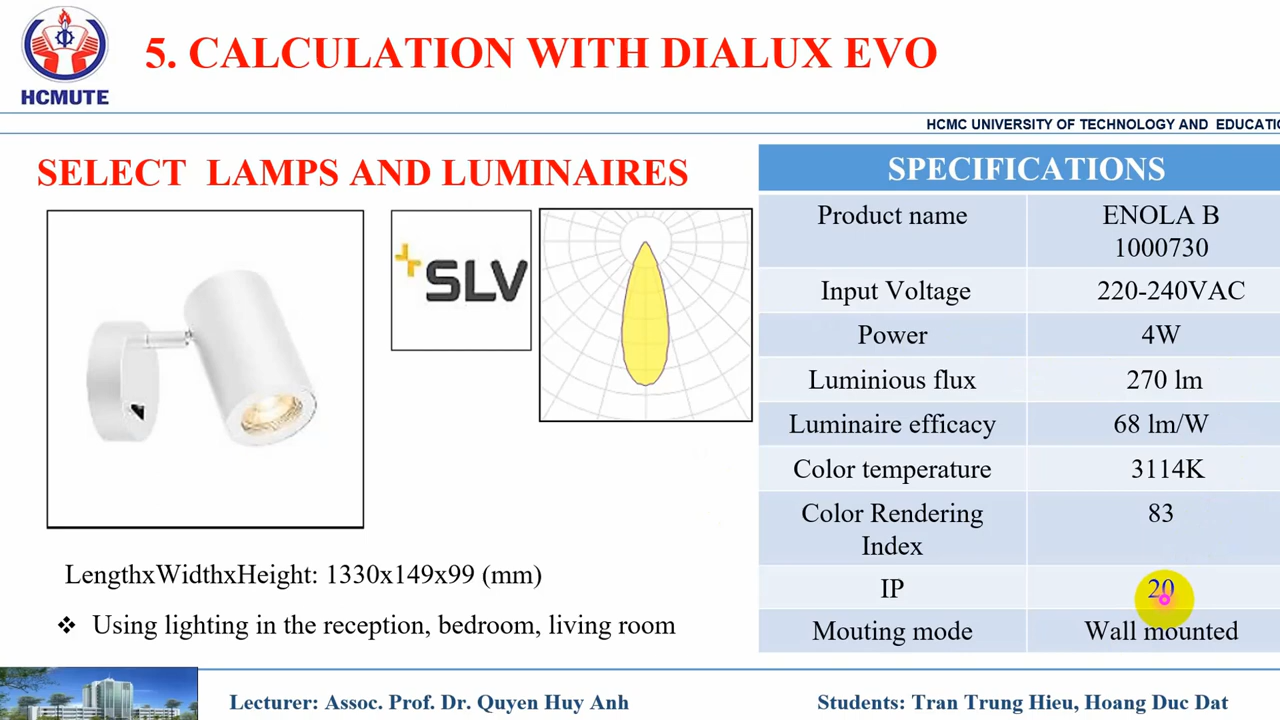 HCMUTE
5. CALCULATION WITH DIALUX EVO
HCMC UNIVERSITY OF TECHNOLOGY AND EDUCATIO
SELECT LAMPS AND LUMINAIRES
SLV
LengthxWidthxHeight: 1330x149x99 (mm)
❖ Using lighting in the reception, bedroom, living room
SPECIFICATIONS
Product name ENOLA B
1000730
Input Voltage 220-240VAC
Power 4W
Luminious flux 270 lm
Luminaire efficacy 68 lm/W
Color temperature 3114K
Color Rendering 83
Index
IP 20
Mouting mode Wall mounted
Lecturer: Assoc. Prof. Dr. Quyen Huy Anh
Students: Tran Trung Hieu, Hoang Duc Dat